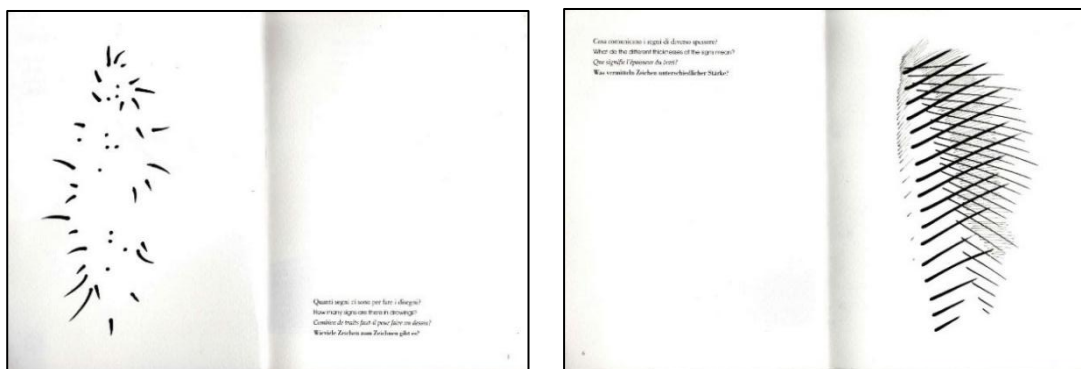 Quanti segni ci sono per fare i disegni?
How many signs are there in drawings?
Combien de traits faut-il pour faire un dessin?
Wieviele Zeichen zum Zeichnen gibt es?
Cosa comunicano i segni di diverso spessore?
What do the different thicknesses of the signs mean?
Que signifie l'épaisseur du trait?
Was vermitteln Zeichen unterschiedlicher Stärke?